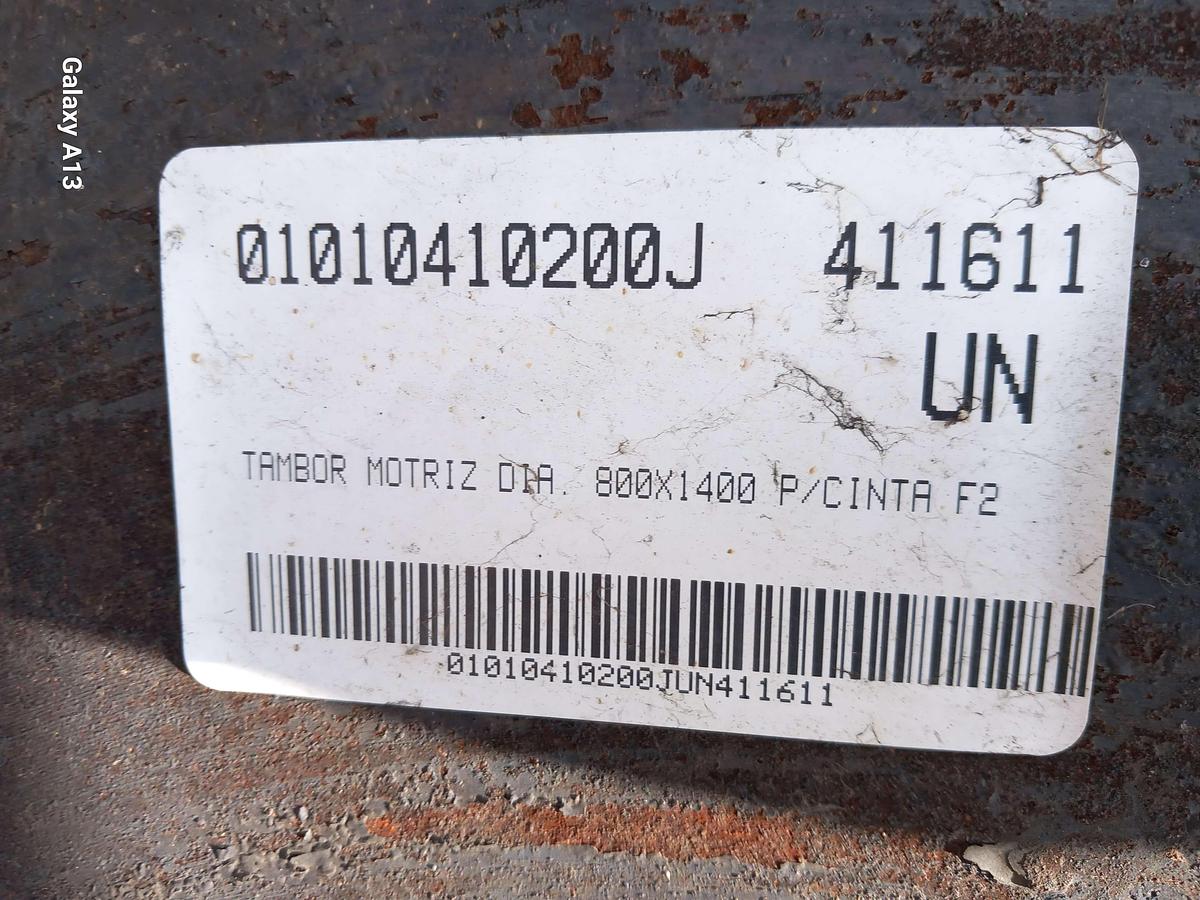 Galaxy A13
01010410200J 411611
UN
TAMBOR MOTRIZ DIA. 800X1400 P/CINTA F2
01010410200JUN411611